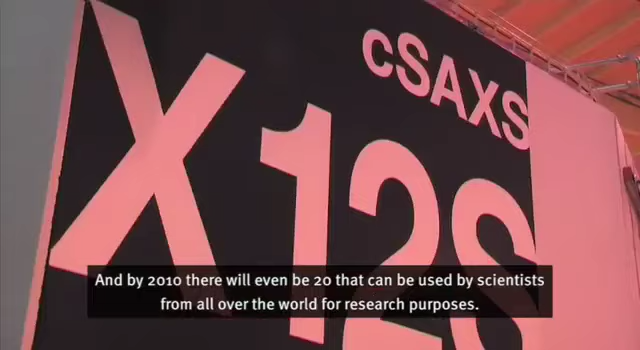 cSAXS
X12S
And by 2010 there will even be 20 that can be used by scientists
from all over the world for research purposes.